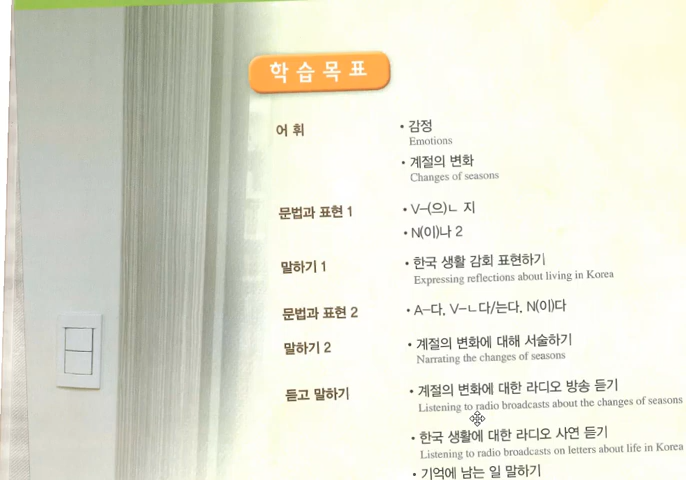 학습목표
어휘 • 감정
Emotions
• 계절의 변화
Changes of seasons
문법과 표현 1 • V-(으)ㄴ 지
• N(이)나 2
말하기 1 • 한국 생활 감회 표현하기
Expressing reflections about living in Korea
문법과 표현 2 • A-다, V-ㄴ다/는다, N(이)다
말하기 2 • 계절의 변화에 대해 서술하기
Narrating the changes of seasons
듣고 말하기 • 계절의 변화에 대한 라디오 방송 듣기
Listening to radio broadcasts about the changes of seasons
• 한국 생활에 대한 라디오 사연 듣기
Listening to radio broadcasts on letters about life in Korea
• 기억에 남는 일 말하기